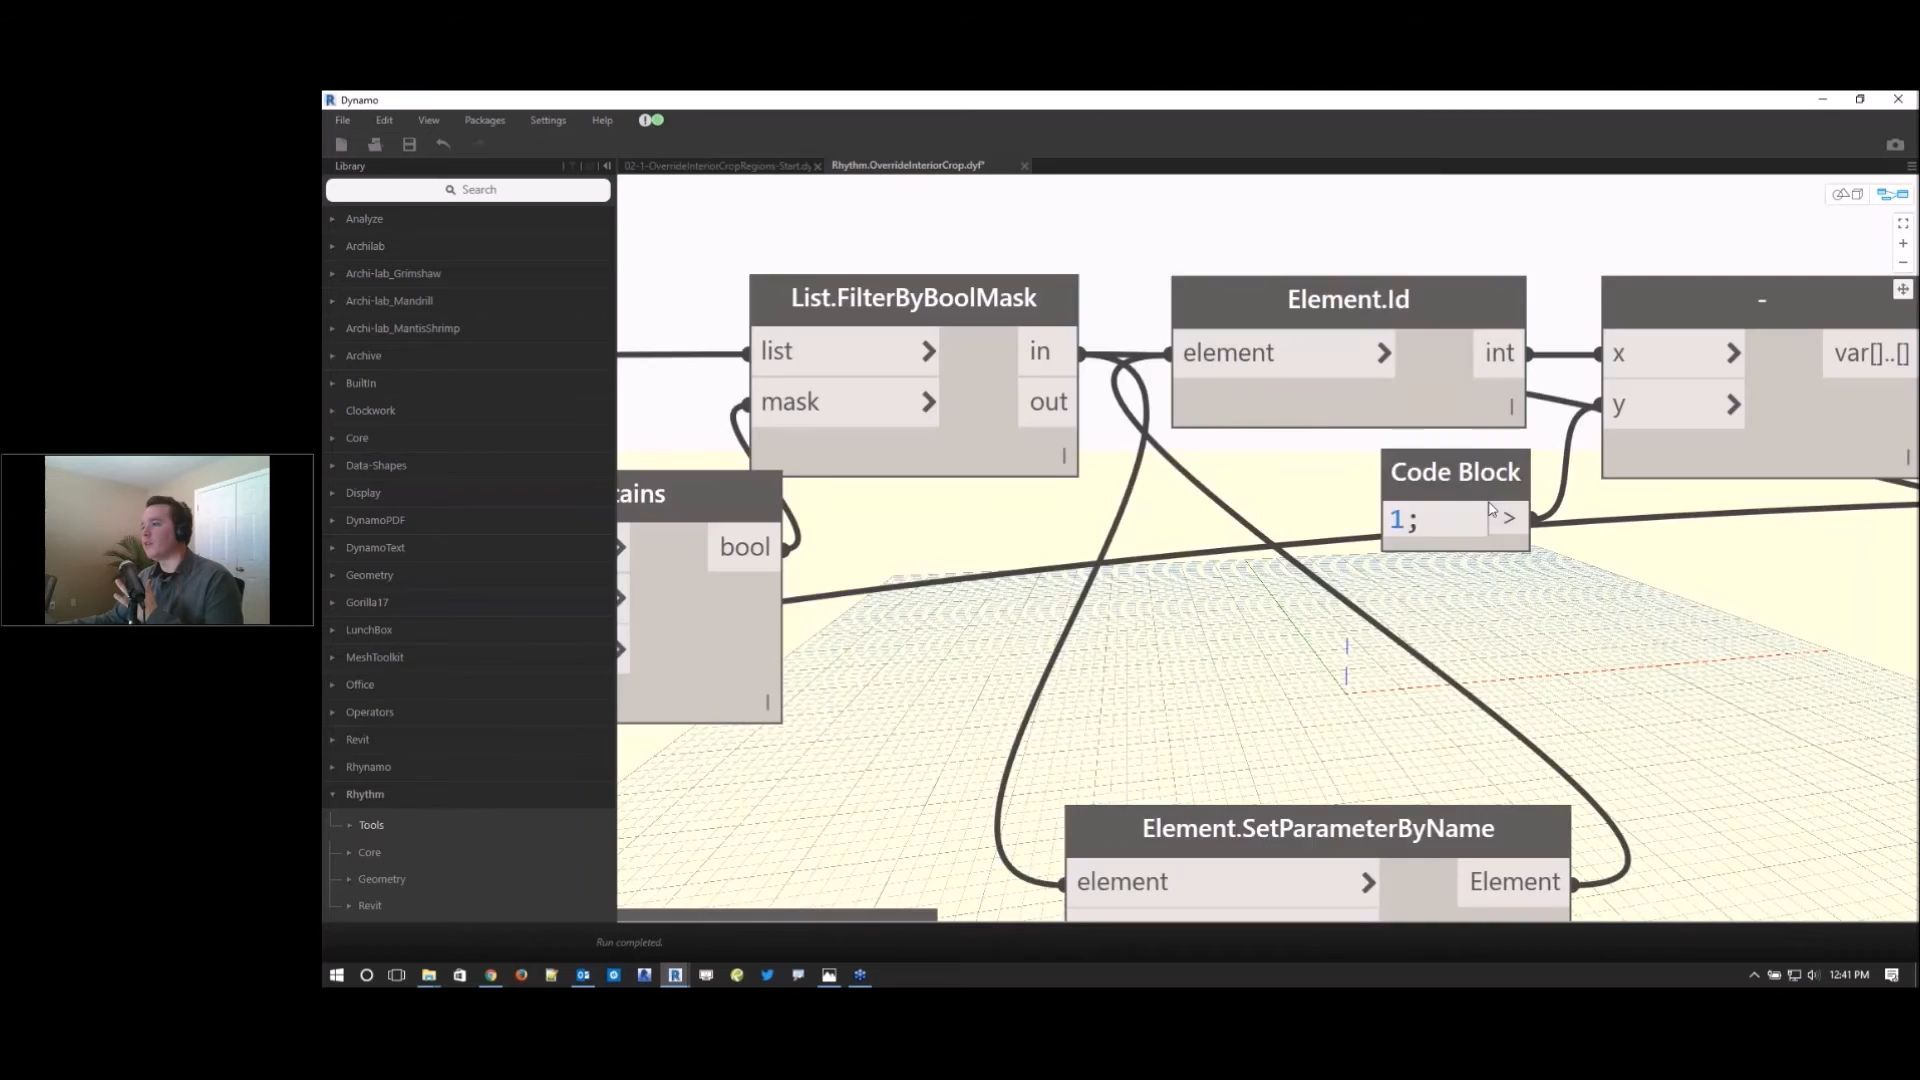 Dynamo
File Edit View Packages Settings Help
Library
02-1-OverrideInteriorCropRegions-Start.dy
Rhythm.OverrideInteriorCrop.dyf*
Search
Analyze
Archilab
Archi-lab_Grimshaw
Archi-lab_Mandrill
Archi-lab_MantisShrimp
Archive
BuiltIn
Clockwork
Core
Data-Shapes
Display
DynamoPDF
DynamoText
Geometry
Gorilla17
LunchBox
MeshToolkit
Office
Operators
Revit
Rhynamo
Rhythm
Tools
Core
Geometry
Revit
List.FilterByBoolMask
list > in
mask > out
Element.Id
element > int
-
x > var[]..[]
y >
Code Block
1; >
tains
bool
Element.SetParameterByName
element > Element
Run completed.
12:41 PM